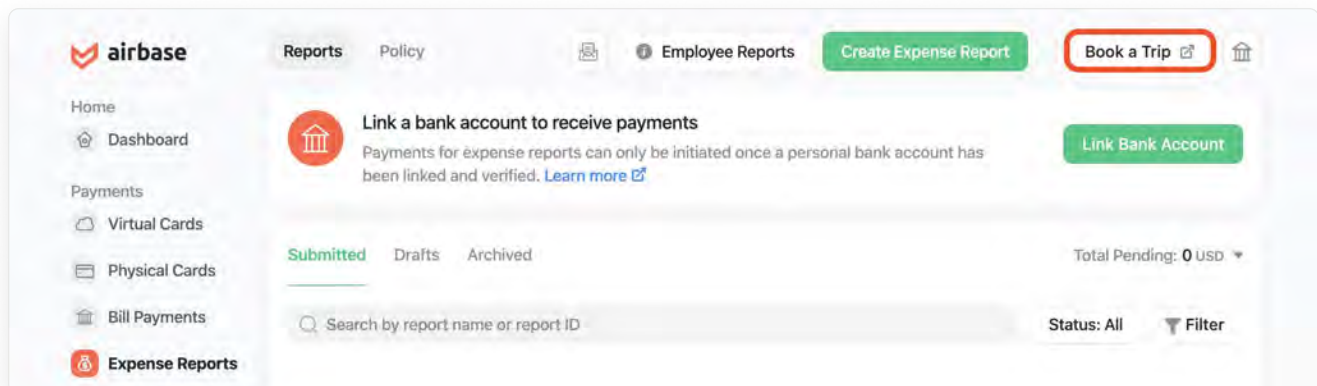 airbase
Reports Policy Employee Reports Create Expense Report Book a Trip
Home
Dashboard
Payments
Virtual Cards
Physical Cards
Bill Payments
Expense Reports
Link a bank account to receive payments
Payments for expense reports can only be initiated once a personal bank account has
been linked and verified. Learn more
Link Bank Account
Submitted Drafts Archived Total Pending: 0 USD
Search by report name or report ID Status: All Filter